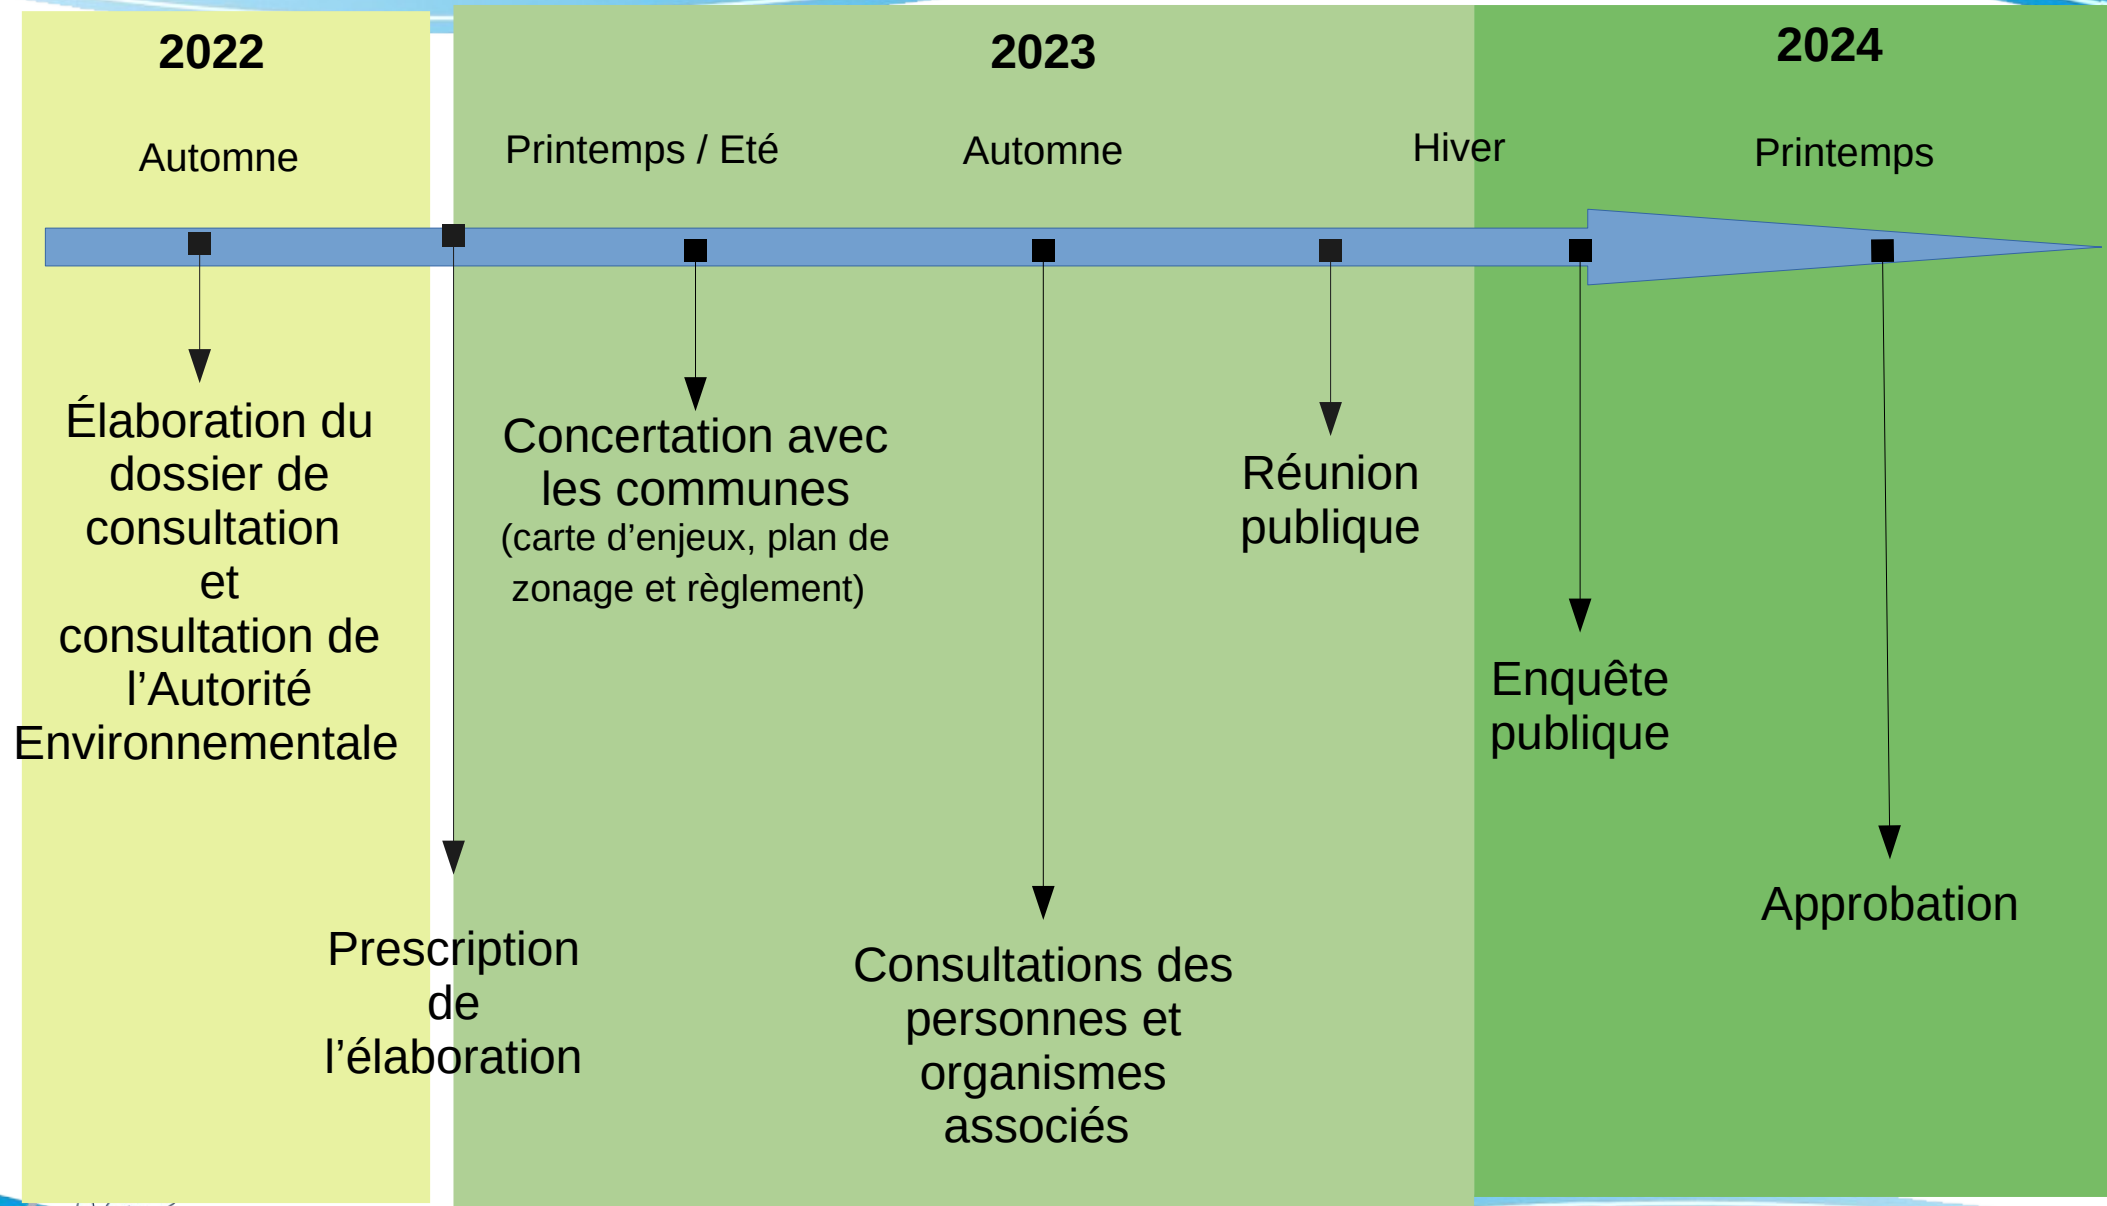 2022
2023
2024
Automne
Printemps / Eté
Automne
Hiver
Printemps
Élaboration du
dossier de
consultation
et
consultation de
l’Autorité
Environnementale
Prescription
de
l’élaboration
Concertation avec
les communes
(carte d’enjeux, plan de
zonage et règlement)
Consultations des
personnes et
organismes
associés
Réunion
publique
Enquête
publique
Approbation